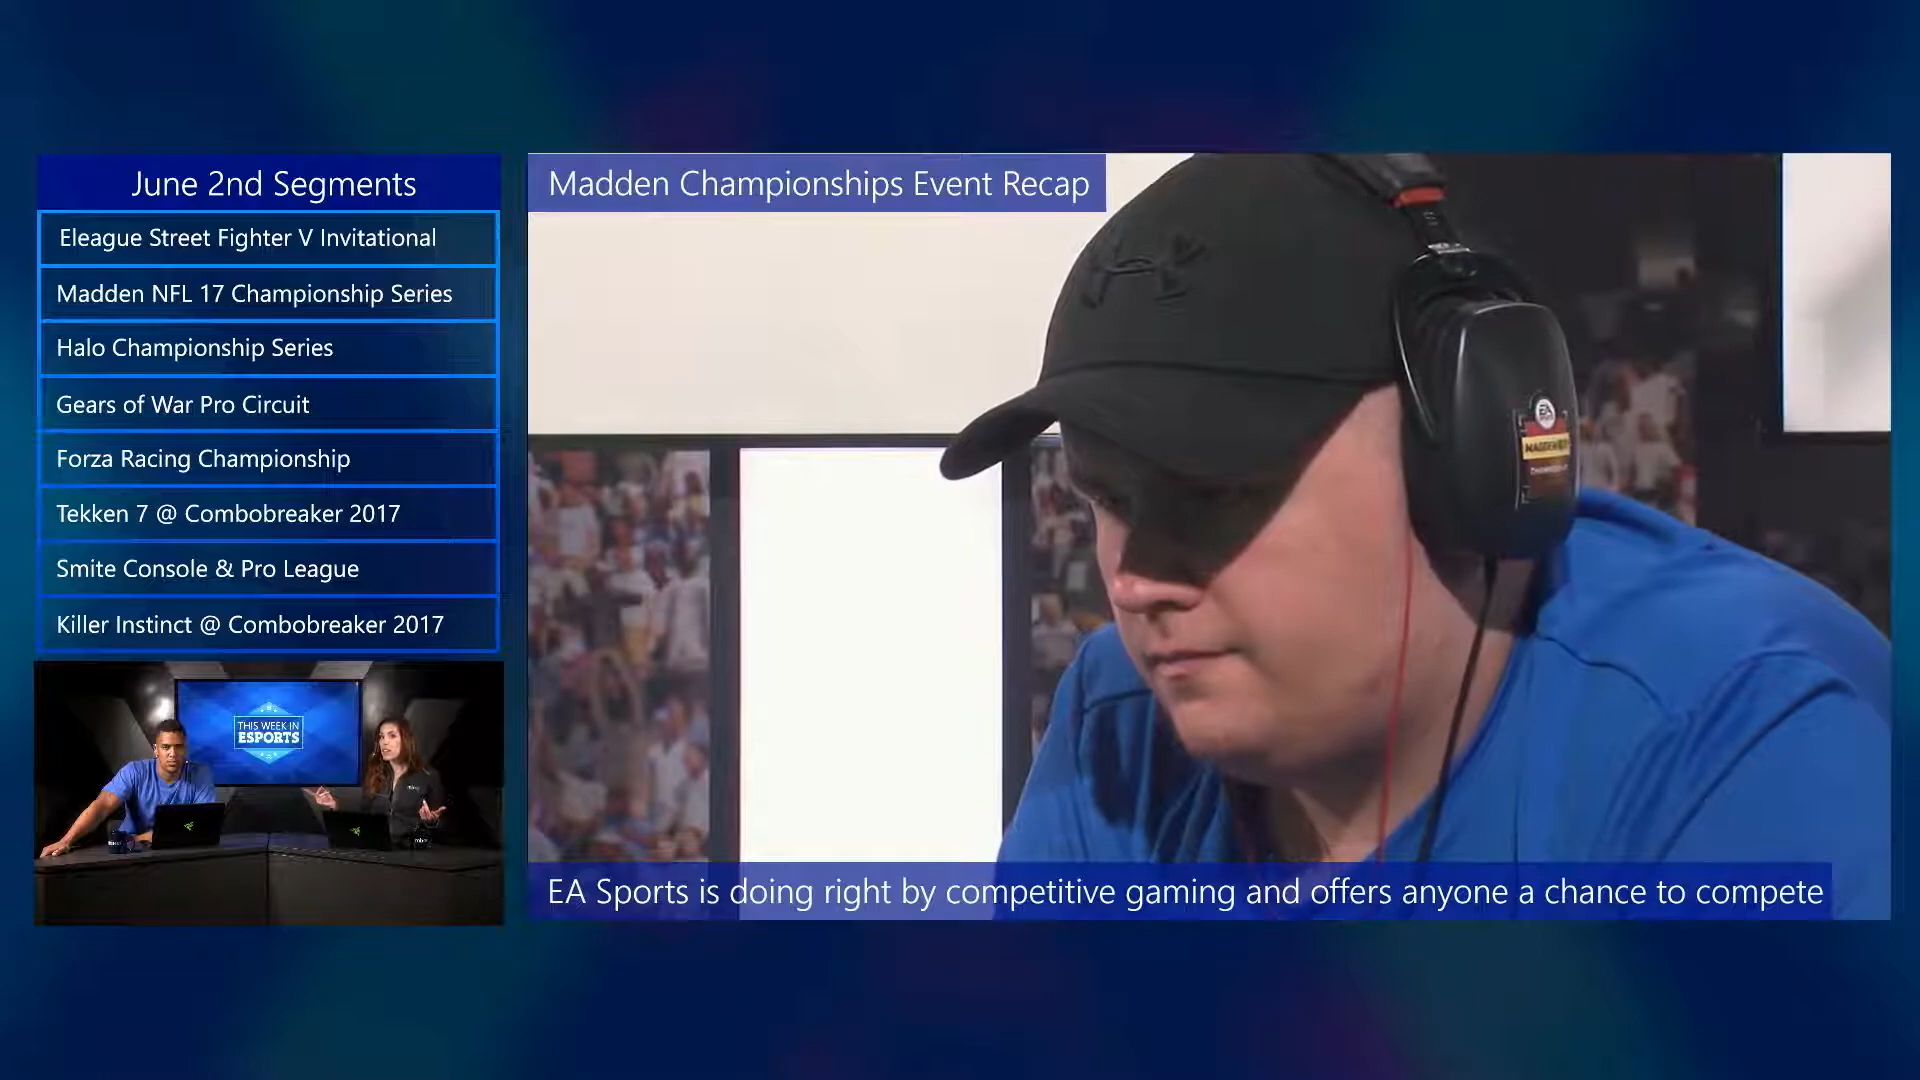 June 2nd Segments
Eleague Street Fighter V Invitational
Madden NFL 17 Championship Series
Halo Championship Series
Gears of War Pro Circuit
Forza Racing Championship
Tekken 7 @ Combobreaker 2017
Smite Console & Pro League
Killer Instinct @ Combobreaker 2017
THIS WEEK IN
ESPORTS
Madden Championships Event Recap
EA
EA Sports is doing right by competitive gaming and offers anyone a chance to compete